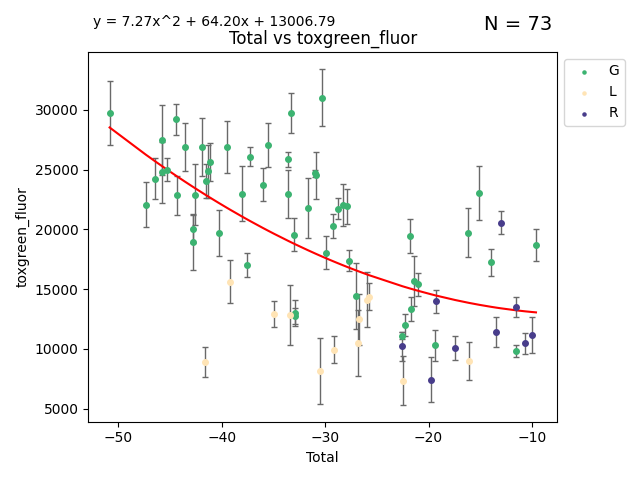 y = 7.27x^2 + 64.20x + 13006.79
N = 73
Total vs toxgreen_fluor
G
L
R
toxgreen_fluor
30000
25000
20000
15000
10000
5000
−50
−40
−30
−20
−10
Total